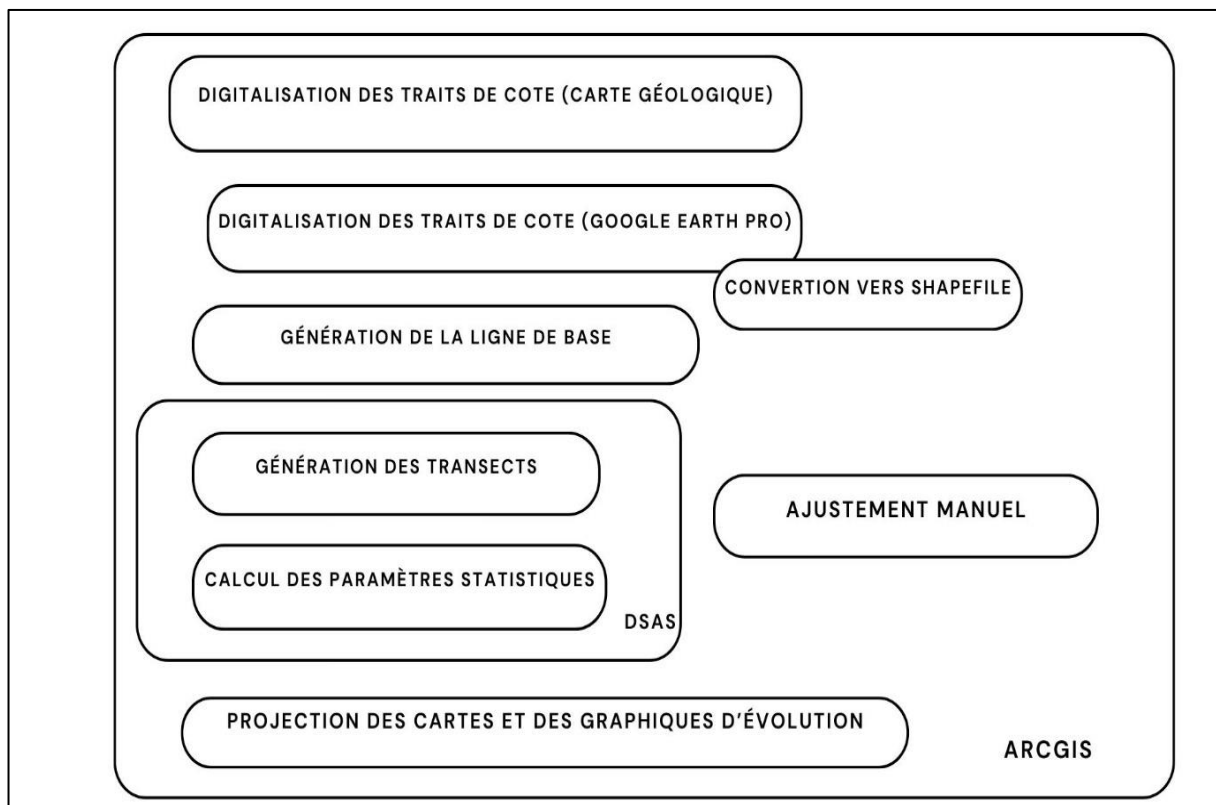 DIGITALISATION DES TRAITS DE COTE (CARTE GÉOLOGIQUE)
DIGITALISATION DES TRAITS DE COTE (GOOGLE EARTH PRO)
CONVERTION VERS SHAPEFILE
GÉNÉRATION DE LA LIGNE DE BASE
GÉNÉRATION DES TRANSECTS
AJUSTEMENT MANUEL
CALCUL DES PARAMÈTRES STATISTIQUES
DSAS
PROJECTION DES CARTES ET DES GRAPHIQUES D'ÉVOLUTION
ARCGIS